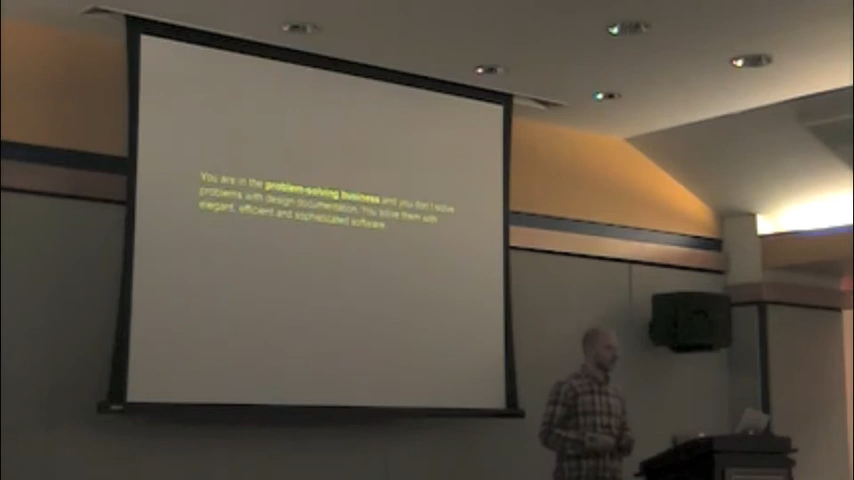 You are in the problem-solving business and you don't solve
problems with design documentation. You solve them with
elegant, efficient and sophisticated software.